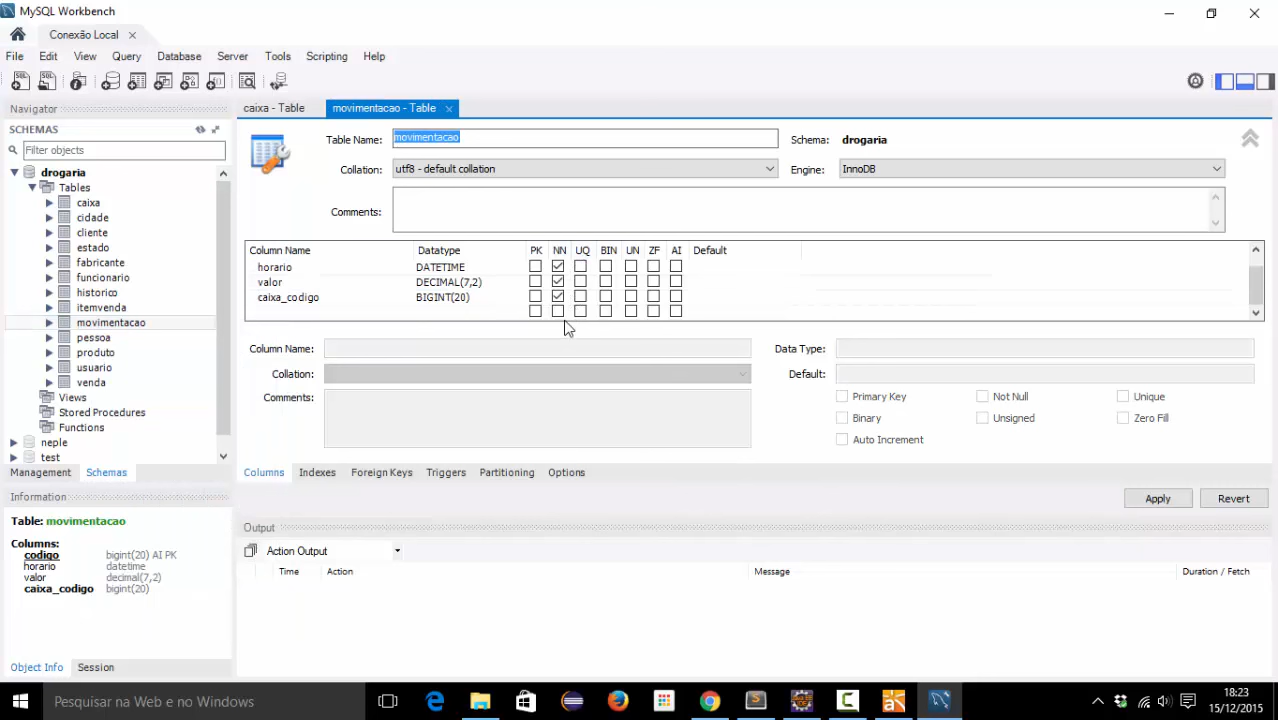 MySQL Workbench
Conexão Local
File Edit View Query Database Server Tools Scripting Help
Navigator
SCHEMAS
Filter objects
drogaria
Tables
caixa
cidade
cliente
estado
fabricante
funcionario
historico
itemvenda
movimentacao
pessoa
produto
usuario
venda
Views
Stored Procedures
Functions
neple
test
Management Schemas
Information
Table: movimentacao
Columns:
codigo bigint(20) AI PK
horario datetime
valor decimal(7,2)
caixa_codigo bigint(20)
Object Info Session
caixa - Table movimentacao - Table
Table Name: movimentacao Schema: drogaria
Collation: utf8 - default collation Engine: InnoDB
Comments:
Column Name Datatype PK NN UQ BIN UN ZF AI Default
horario DATETIME
valor DECIMAL(7,2)
caixa_codigo BIGINT(20)
Column Name: Data Type:
Collation: Default:
Comments: Primary Key Not Null Unique
Binary Unsigned Zero Fill
Auto Increment
Columns Indexes Foreign Keys Triggers Partitioning Options
Apply Revert
Output
Action Output
Time Action Message Duration / Fetch
Pesquisar na Web e no Windows
18:23
15/12/2015